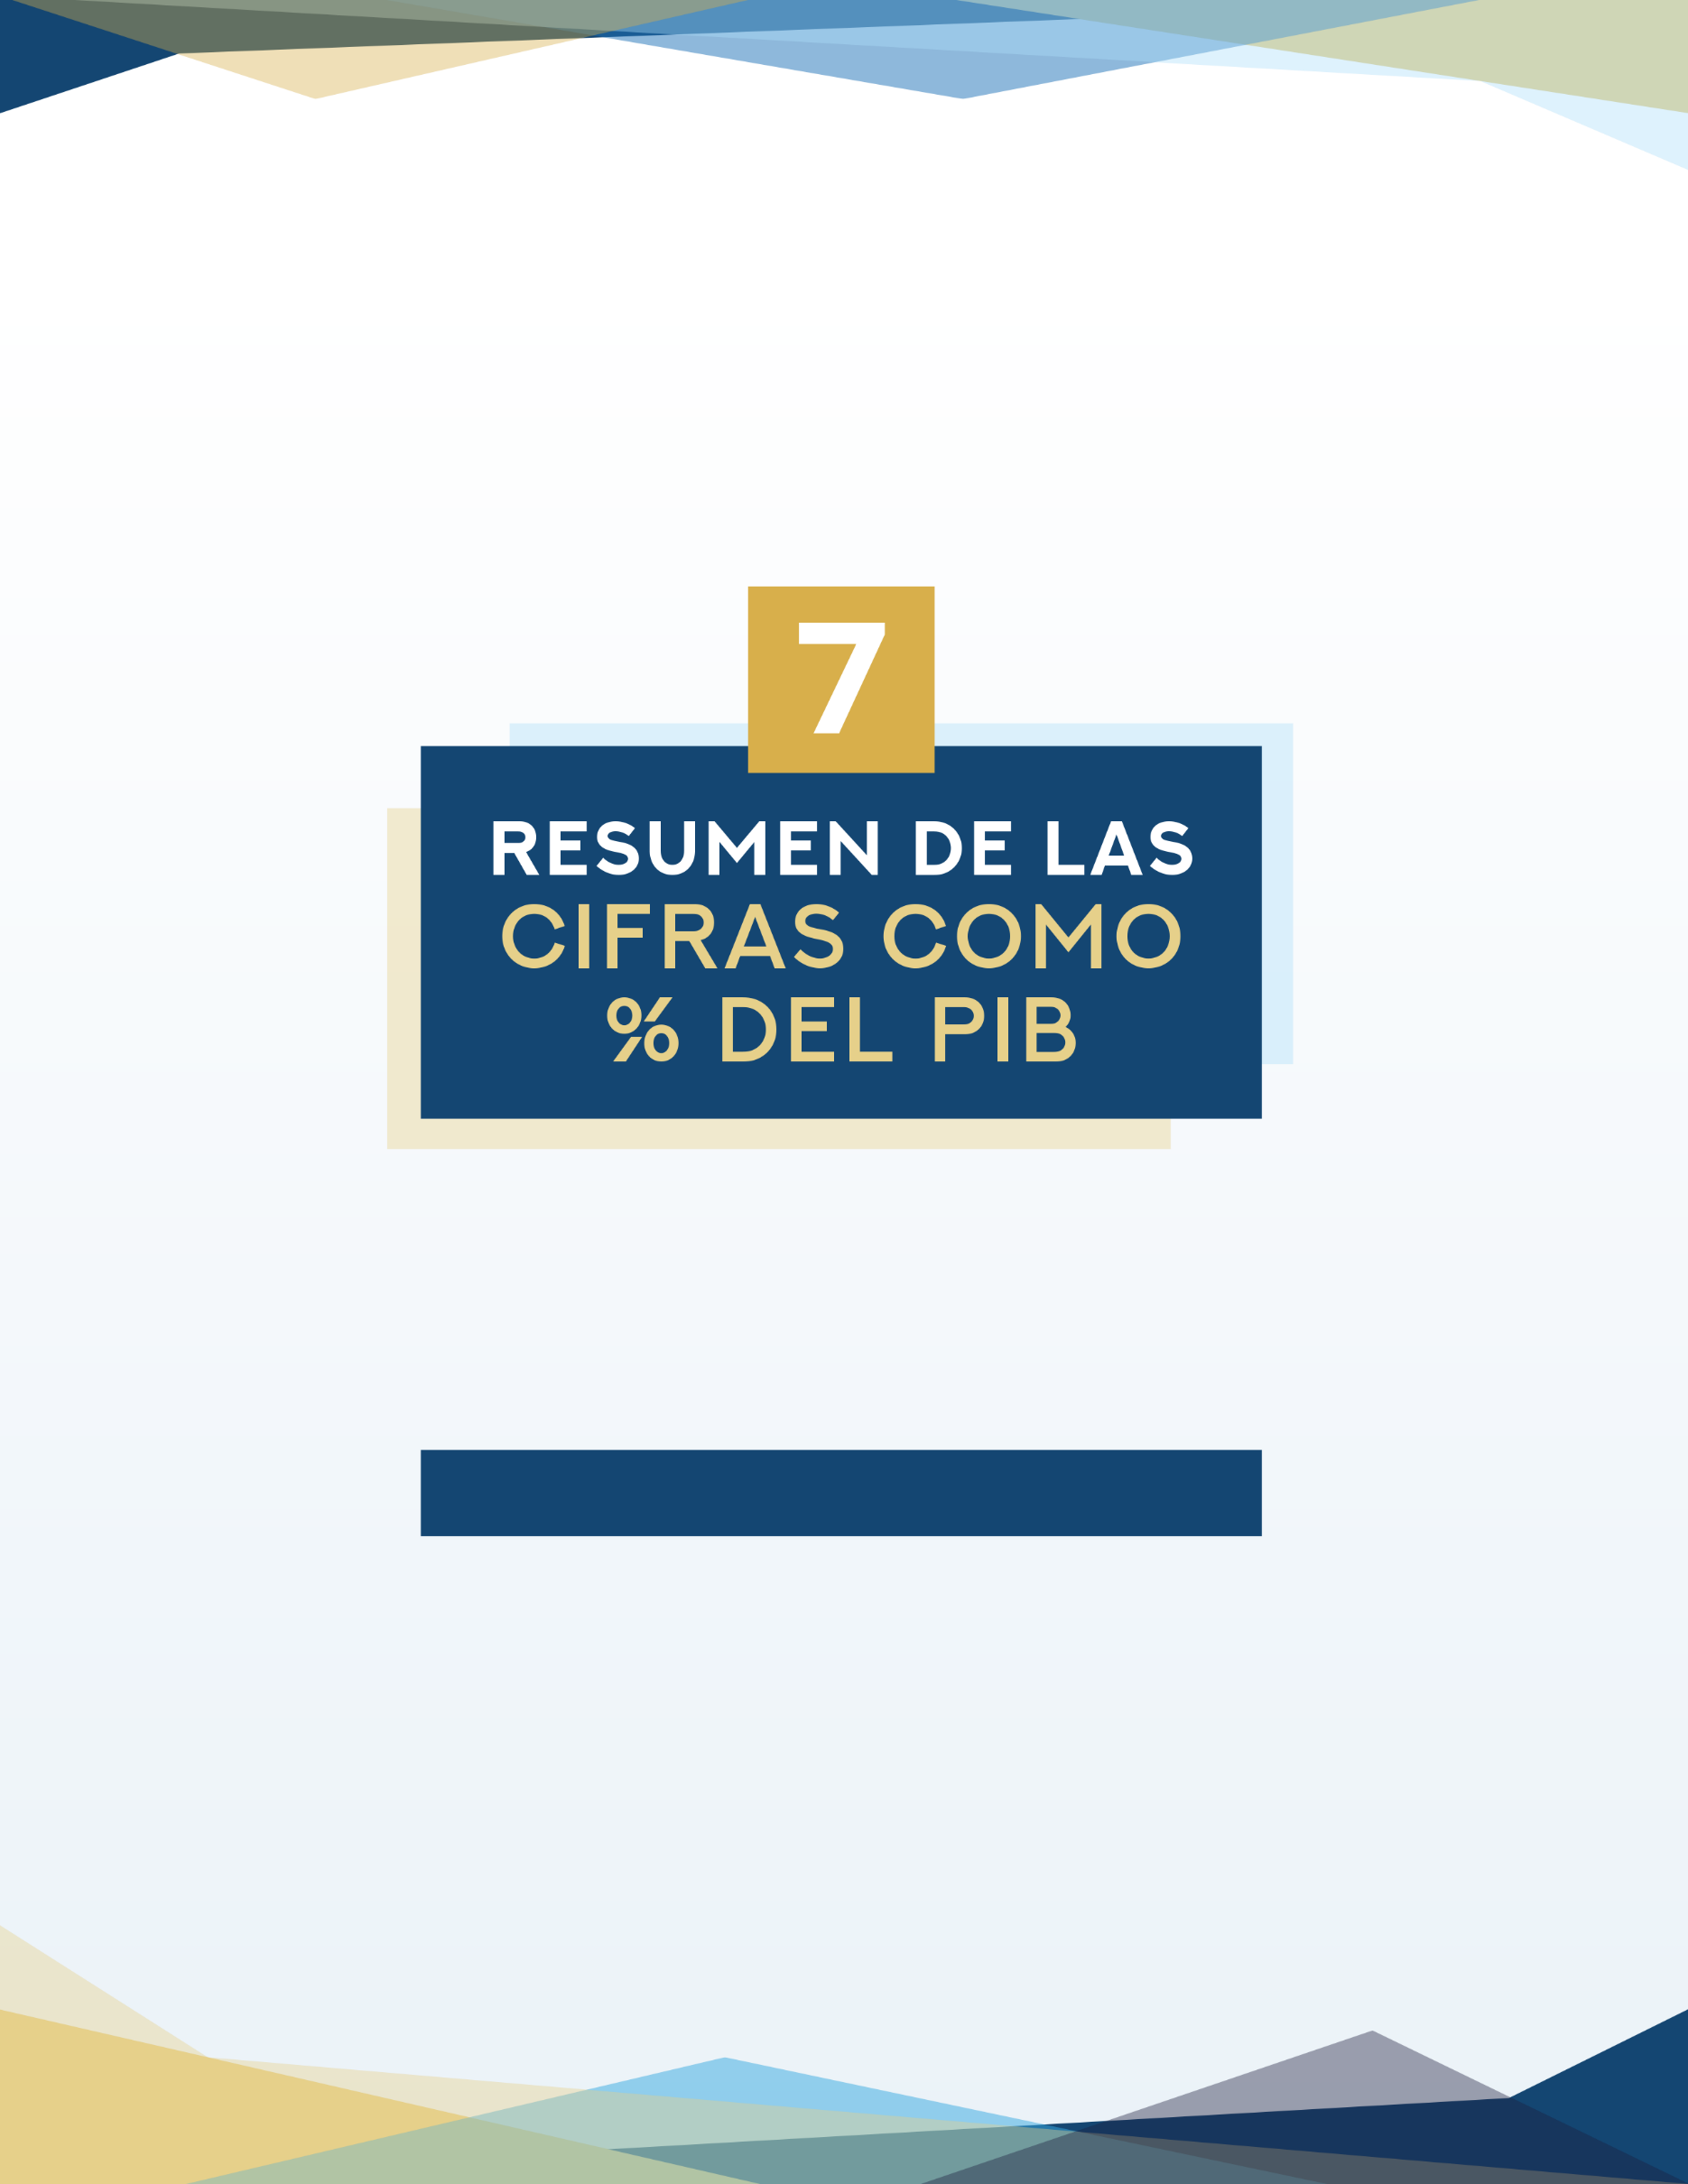 7
RESUMEN DE LAS
CIFRAS COMO
% DEL PIB